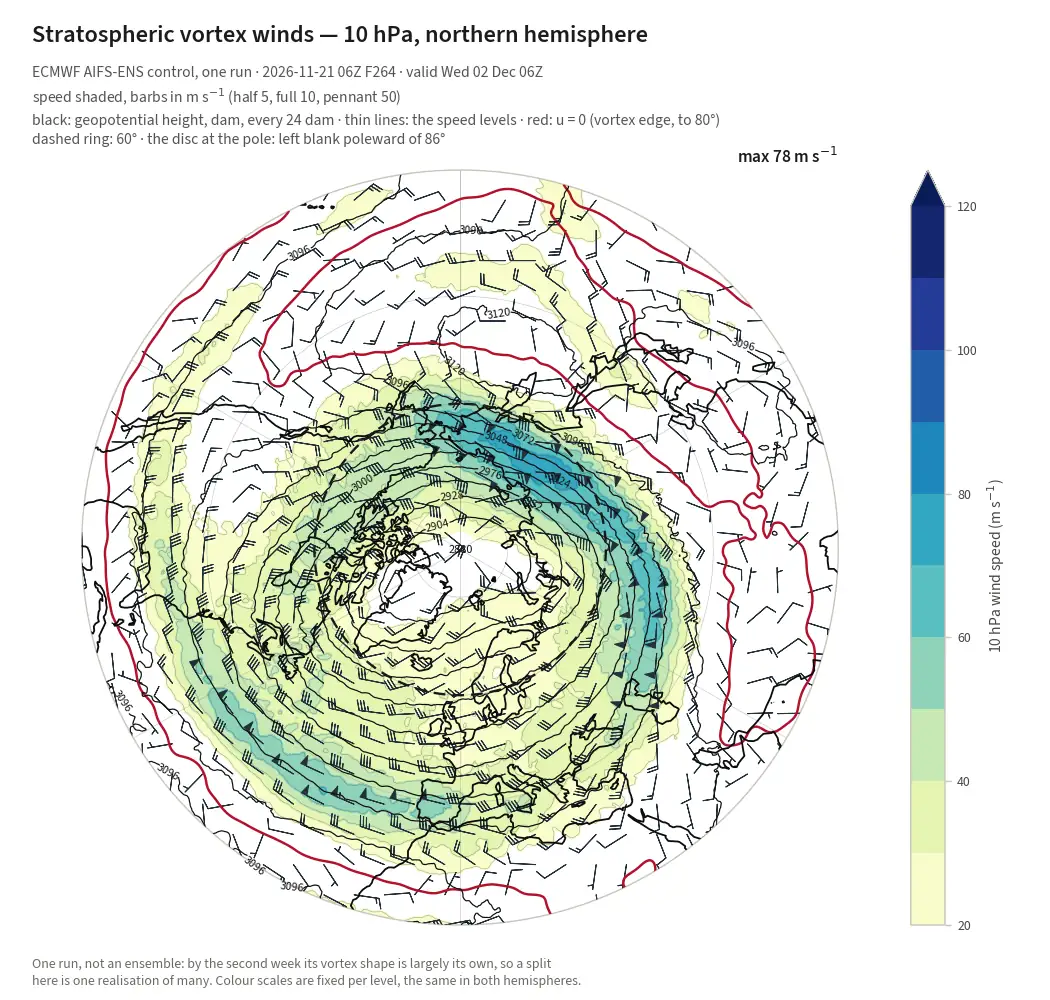 Stratospheric vortex winds — 10 hPa, northern hemisphere
ECMWF AIFS-ENS control, one run · 2026-11-21 06Z F264 · valid Wed 02 Dec 06Z
speed shaded, barbs in m s−1 (half 5, full 10, pennant 50)
black: geopotential height, dam, every 24 dam · thin lines: the speed levels · red: u = 0 (vortex edge, to 80°)
dashed ring: 60° · the disc at the pole: left blank poleward of 86°
max 78 m s−1
120
100
80
60
40
20
10 hPa wind speed (m s−1)
3096
3096
3120
3096
3120
3096
3048
3072
3096
2976
3000
2928
2904
2880
3096
3096
3096
3096
One run, not an ensemble: by the second week its vortex shape is largely its own, so a split
here is one realisation of many. Colour scales are fixed per level, the same in both hemispheres.